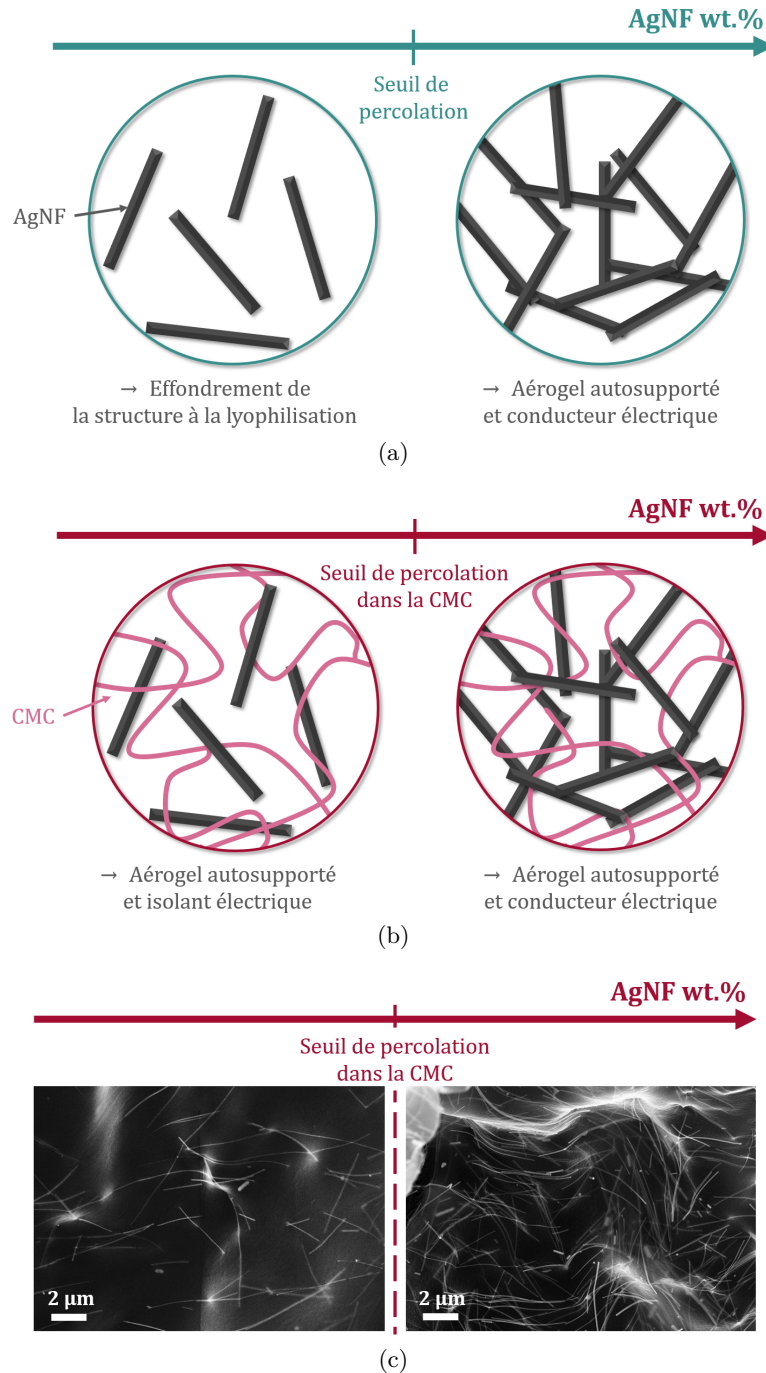 AgNF wt.%
Seuil de
percolation
AgNF
→ Effondrement de
la structure à la lyophilisation
→ Aérogel autosupporté
et conducteur électrique
(a)
AgNF wt.%
Seuil de percolation
dans la CMC
CMC
→ Aérogel autosupporté
et isolant électrique
→ Aérogel autosupporté
et conducteur électrique
(b)
AgNF wt.%
Seuil de percolation
dans la CMC
2 µm
2 µm
(c)